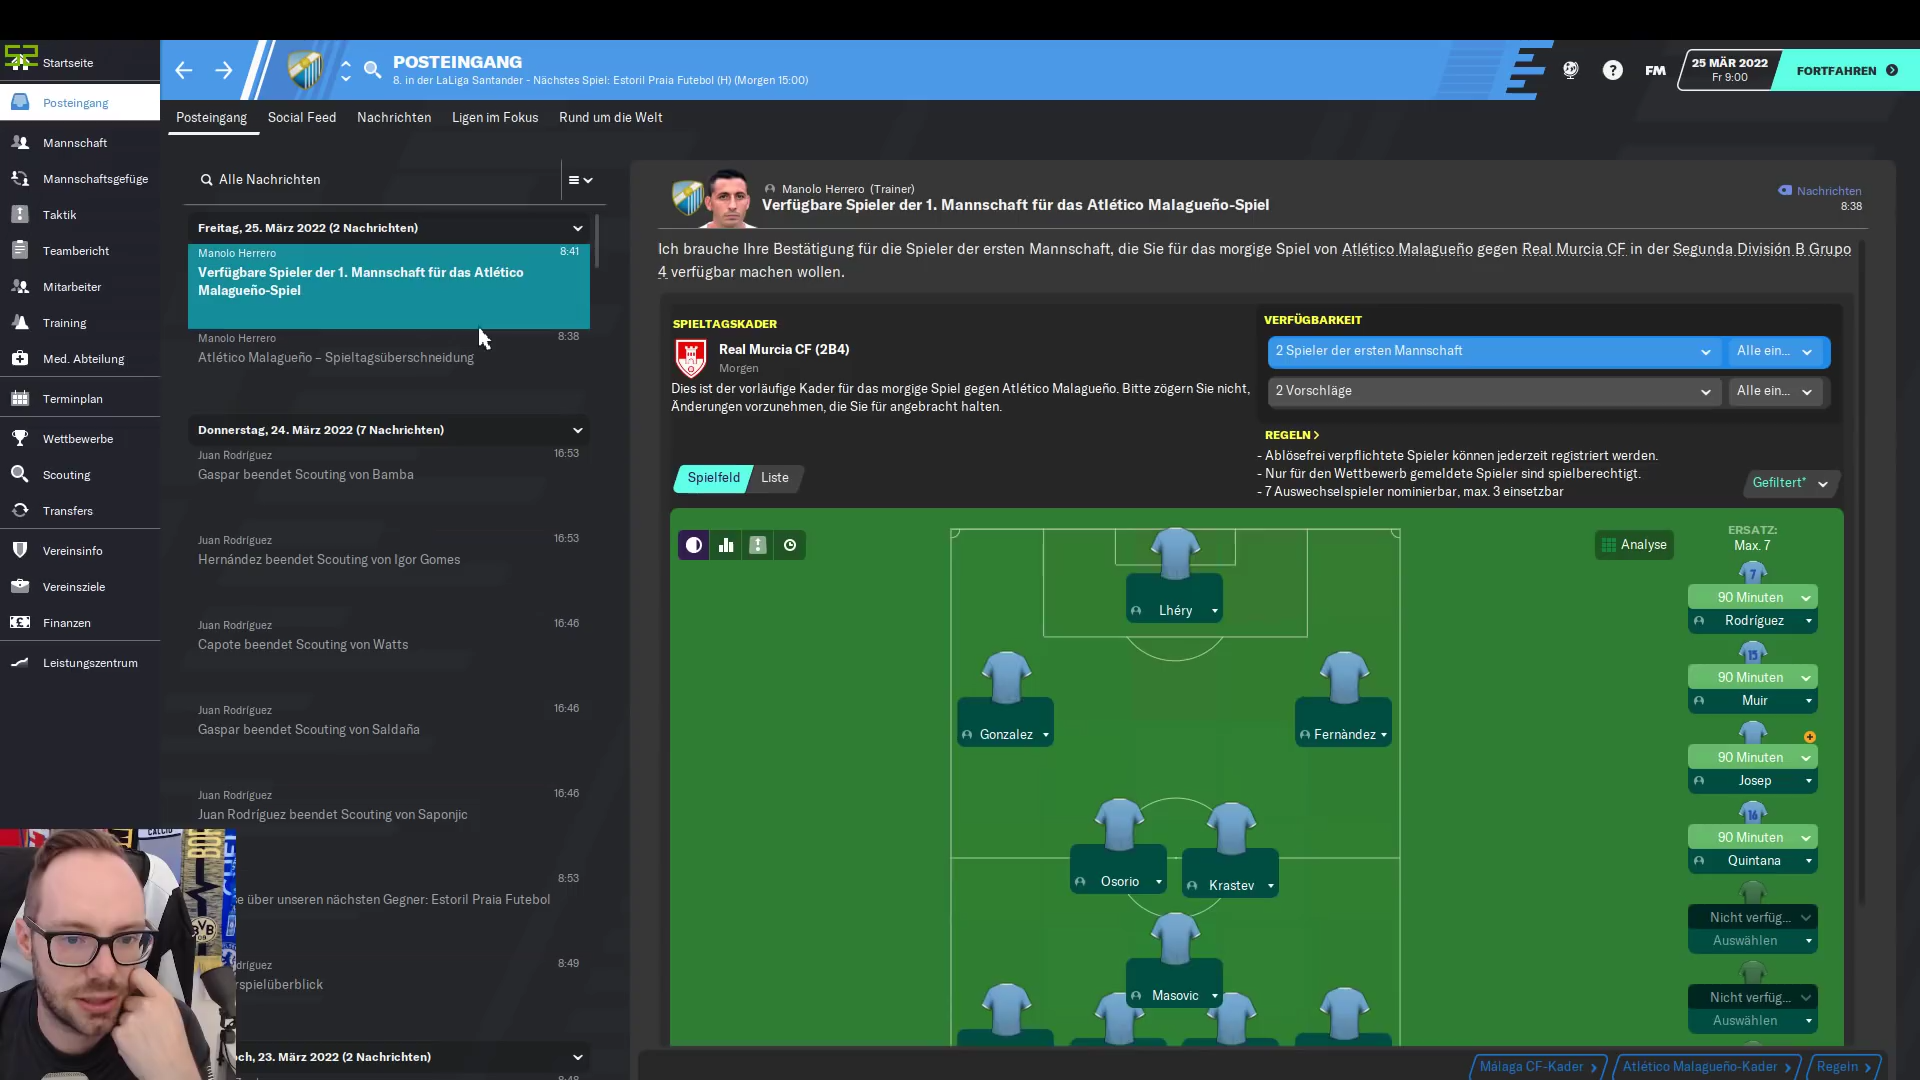 Startseite
Posteingang
Mannschaft
Mannschaftsgefüge
Taktik
Teambericht
Mitarbeiter
Training
Med. Abteilung
Terminplan
Wettbewerbe
Scouting
Transfers
Vereinsinfo
Vereinsziele
Finanzen
Leistungszentrum
POSTEINGANG
8. in der LaLiga Santander - Nächstes Spiel: Estoril Praia Futebol (H) (Morgen 15:00)
FM
25 MÄR 2022
Fr 9:00
FORTFAHREN
Posteingang
Social Feed
Nachrichten
Ligen im Fokus
Rund um die Welt
Alle Nachrichten
Freitag, 25. März 2022 (2 Nachrichten)
Manolo Herrero 8:41
Verfügbare Spieler der 1. Mannschaft für das Atlético
Malagueño-Spiel
Manolo Herrero 8:38
Atlético Malagueño – Spieltagsüberschneidung
Donnerstag, 24. März 2022 (7 Nachrichten)
Juan Rodríguez 16:53
Gaspar beendet Scouting von Bamba
Juan Rodríguez 16:53
Hernández beendet Scouting von Igor Gomes
Juan Rodríguez 16:46
Capote beendet Scouting von Watts
Juan Rodríguez 16:46
Gaspar beendet Scouting von Saldaña
Juan Rodríguez 16:46
Juan Rodríguez beendet Scouting von Saponjic
8:53
über unseren nächsten Gegner: Estoril Praia Futebol
8:49
23. März 2022 (2 Nachrichten)
Manolo Herrero (Trainer)
Verfügbare Spieler der 1. Mannschaft für das Atlético Malagueño-Spiel
Nachrichten
8:38
Ich brauche Ihre Bestätigung für die Spieler der ersten Mannschaft, die Sie für das morgige Spiel von Atlético Malagueño gegen Real Murcia CF in der Segunda División B Grupo
4 verfügbar machen wollen.
SPIELTAGSKADER
Real Murcia CF (2B4)
Morgen
Dies ist der vorläufige Kader für das morgige Spiel gegen Atlético Malagueño. Bitte zögern Sie nicht,
Änderungen vorzunehmen, die Sie für angebracht halten.
VERFÜGBARKEIT
2 Spieler der ersten Mannschaft Alle ein...
2 Vorschläge Alle ein...
REGELN
- Ablösefrei verpflichtete Spieler können jederzeit registriert werden.
- Nur für den Wettbewerb gemeldete Spieler sind spielberechtigt.
- 7 Auswechselspieler nominierbar, max. 3 einsetzbar
Gefiltert*
Spielfeld
Liste
Analyse
Lhéry
Gonzalez
Fernàndez
Osorio
Krastev
Masovic
ERSATZ:
Max. 7
7
90 Minuten
Rodríguez
15
90 Minuten
Muir
90 Minuten
Josep
16
90 Minuten
Quintana
Nicht verfüg...
Auswählen
Nicht verfüg...
Auswählen
Málaga CF-Kader
Atlético Malagueño-Kader
Regeln